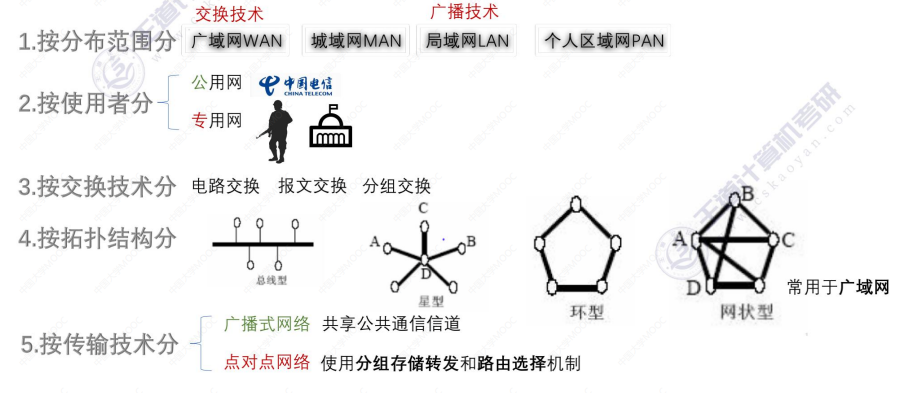 交换技术 广播技术
1.按分布范围分 广域网WAN 城域网MAN 局域网LAN 个人区域网PAN
2.按使用者分
公用网 中国电信 CHINA TELECOM
专用网
3.按交换技术分 电路交换 报文交换 分组交换
4.按拓扑结构分
总线型
C
A B
D
星型
环型
B
A C
D
网状型
常用于广域网
5.按传输技术分
广播式网络 共享公共通信信道
点对点网络 使用分组存储转发和路由选择机制
王道计算机考研
cskaoyan.com